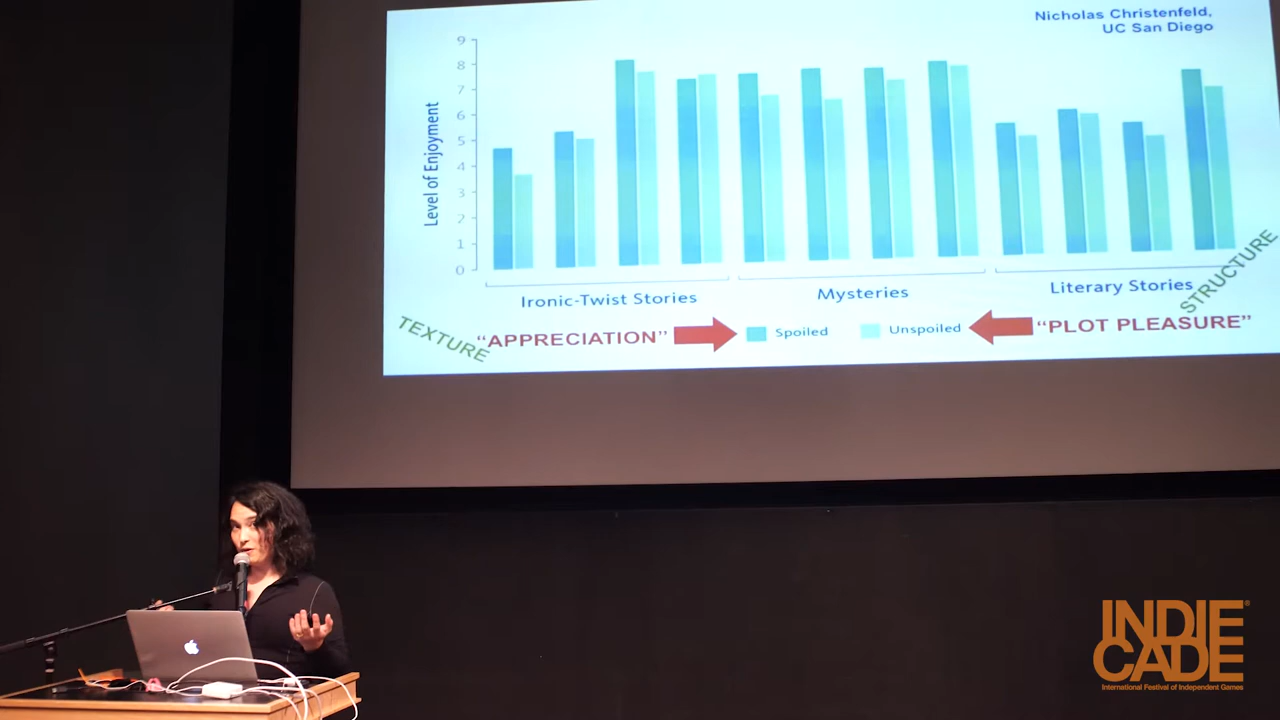 Nicholas Christenfeld,
UC San Diego
Level of Enjoyment
9
8
7
6
5
4
3
2
1
0
Ironic-Twist Stories
Mysteries
Literary Stories
TEXTURE
"APPRECIATION"
Spoiled
Unspoiled
"PLOT PLEASURE"
STRUCTURE
INDIE
CADE
International Festival of Independent Games